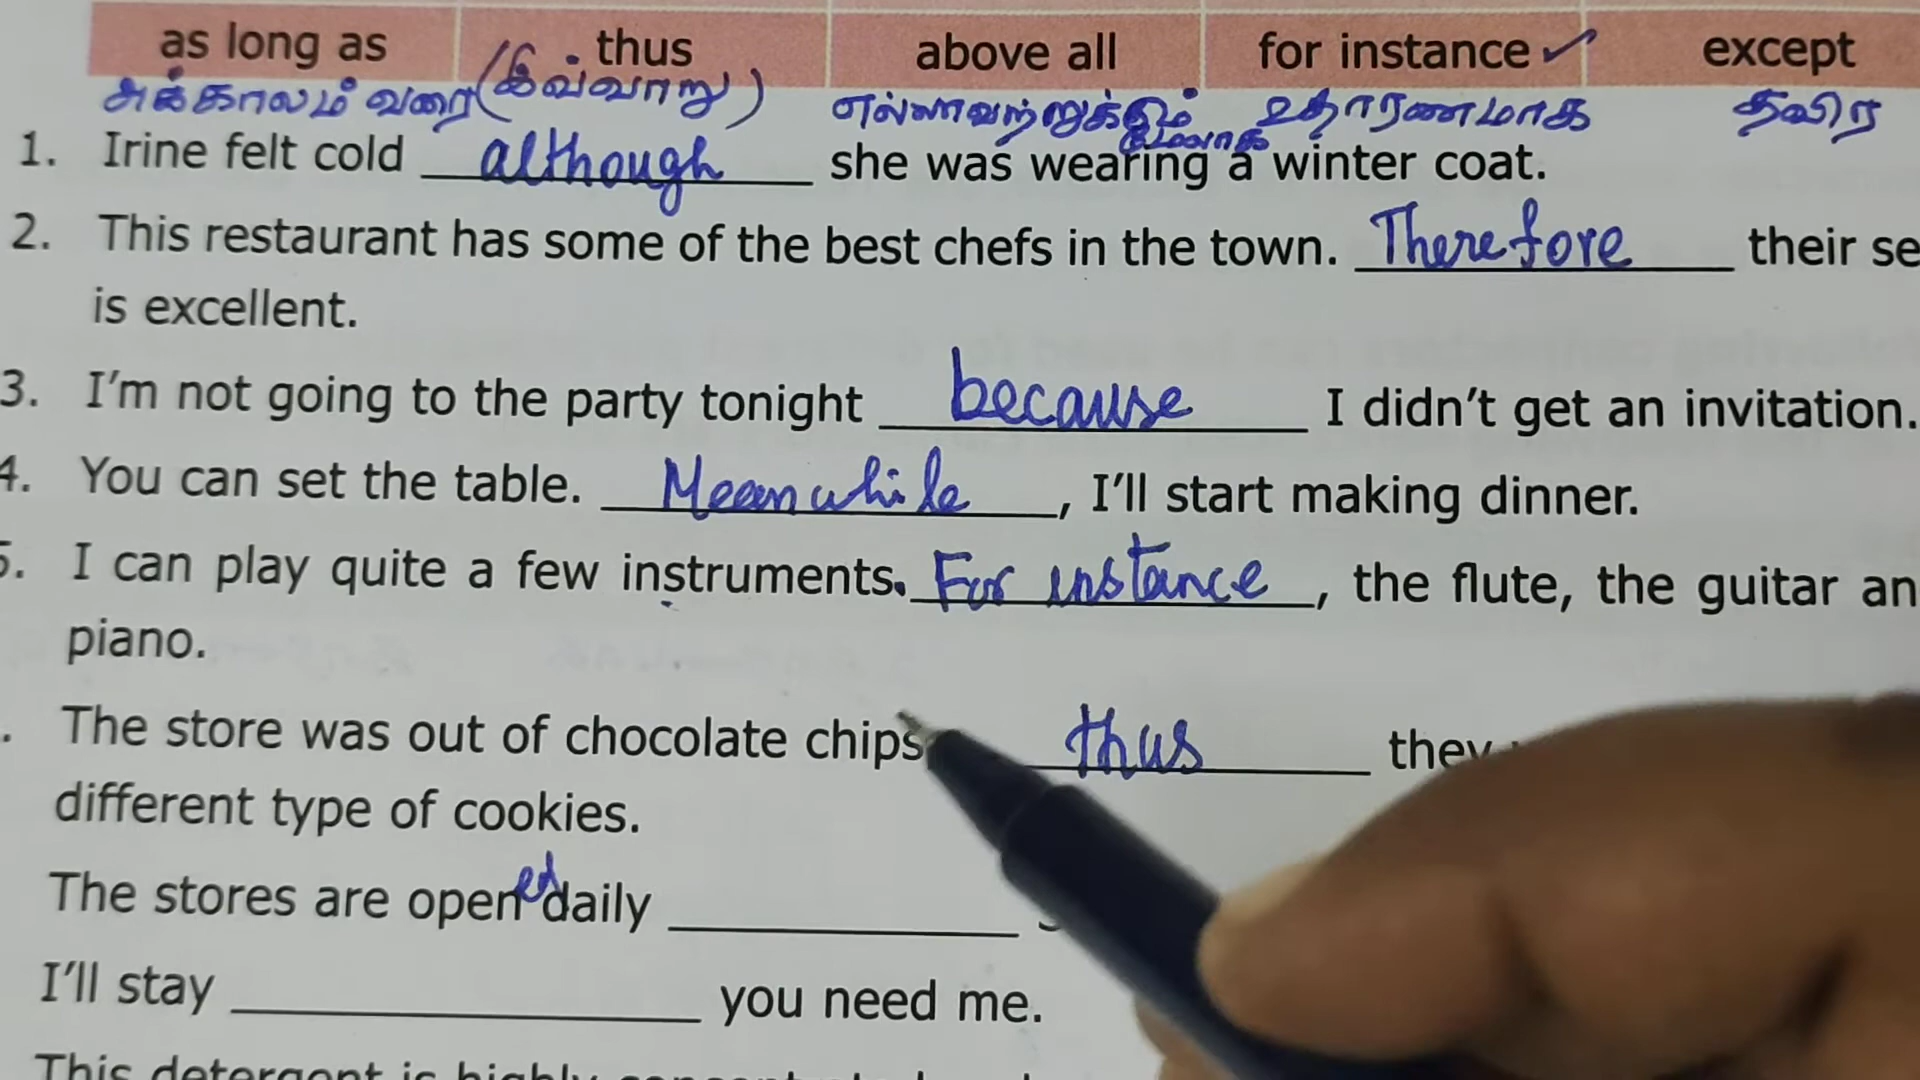 as long as thus above all for instance ✓ except
அக்காலம் வரை (இவ்வாறு) எல்லாவற்றுக்கும் உதாரணமாக தவிர
1. Irine felt cold although she was wearing a winter coat.
2. This restaurant has some of the best chefs in the town. Therefore their se
is excellent.
3. I’m not going to the party tonight because I didn’t get an invitation.
4. You can set the table. Meanwhile, I’ll start making dinner.
5. I can play quite a few instruments. For instance, the flute, the guitar an
piano.
. The store was out of chocolate chips thus they
different type of cookies.
The stores are opened daily
I’ll stay you need me.
This detergent is highly